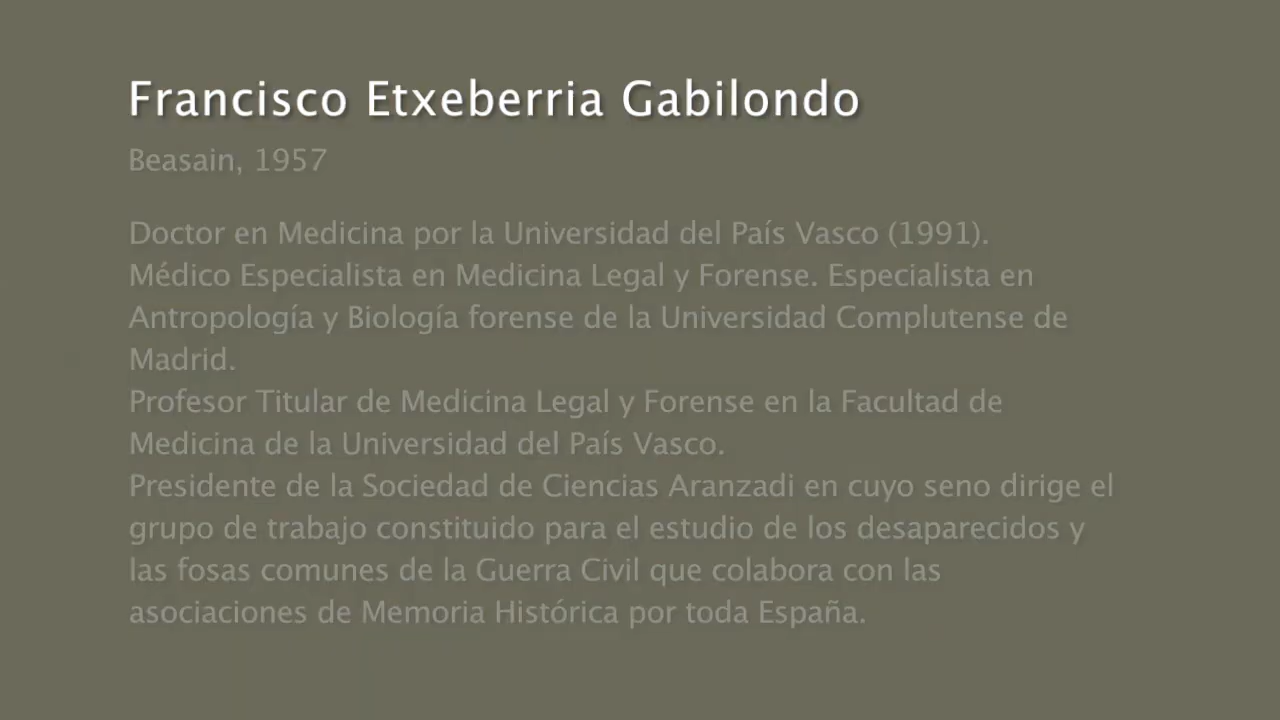 Francisco Etxeberria Gabilondo
Beasain, 1957
Doctor en Medicina por la Universidad del País Vasco (1991).
Médico Especialista en Medicina Legal y Forense. Especialista en
Antropología y Biología forense de la Universidad Complutense de
Madrid.
Profesor Titular de Medicina Legal y Forense en la Facultad de
Medicina de la Universidad del País Vasco.
Presidente de la Sociedad de Ciencias Aranzadi en cuyo seno dirige el
grupo de trabajo constituido para el estudio de los desaparecidos y
las fosas comunes de la Guerra Civil que colabora con las
asociaciones de Memoria Histórica por toda España.